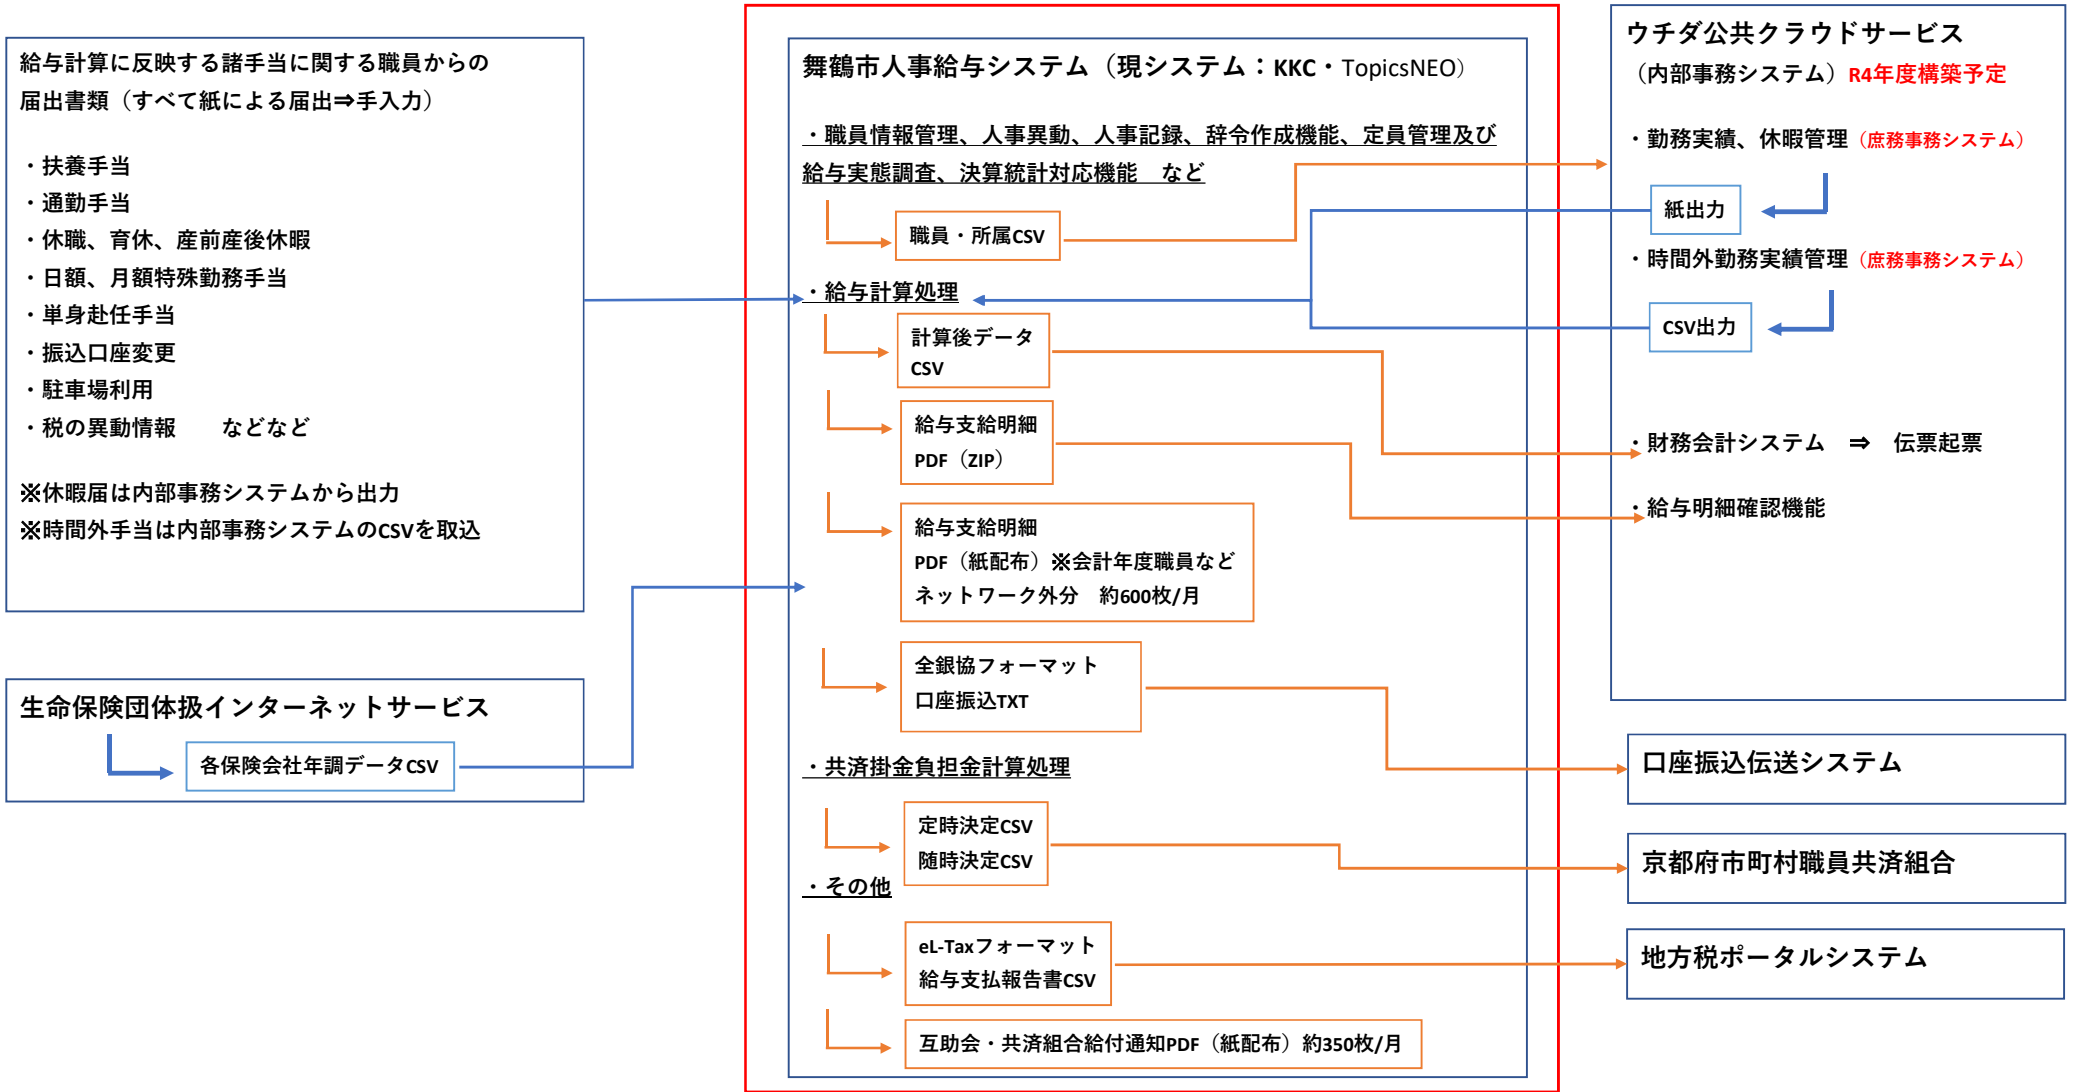 給与計算に反映する諸手当に関する職員からの
届出書類（すべて紙による届出⇒手入力）
・扶養手当
・通勤手当
・休職、育休、産前産後休暇
・日額、月額特殊勤務手当
・単身赴任手当
・振込口座変更
・駐車場利用
・税の異動情報　　などなど
※休暇届は内部事務システムから出力
※時間外手当は内部事務システムのCSVを取込
生命保険団体扱インターネットサービス
各保険会社年調データCSV
舞鶴市人事給与システム（現システム：KKC・TopicsNEO）
・職員情報管理、人事異動、人事記録、辞令作成機能、定員管理及び
給与実態調査、決算統計対応機能　など
職員・所属CSV
・給与計算処理
計算後データ
CSV
給与支給明細
PDF（ZIP）
給与支給明細
PDF（紙配布）※会計年度職員など
ネットワーク外分　約600枚/月
全銀協フォーマット
口座振込TXT
・共済掛金負担金計算処理
定時決定CSV
随時決定CSV
・その他
eL-Taxフォーマット
給与支払報告書CSV
互助会・共済組合給付通知PDF（紙配布）約350枚/月
ウチダ公共クラウドサービス
（内部事務システム）R4年度構築予定
・勤務実績、休暇管理（庶務事務システム）
紙出力
・時間外勤務実績管理（庶務事務システム）
CSV出力
・財務会計システム　⇒　伝票起票
・給与明細確認機能
口座振込伝送システム
京都府市町村職員共済組合
地方税ポータルシステム